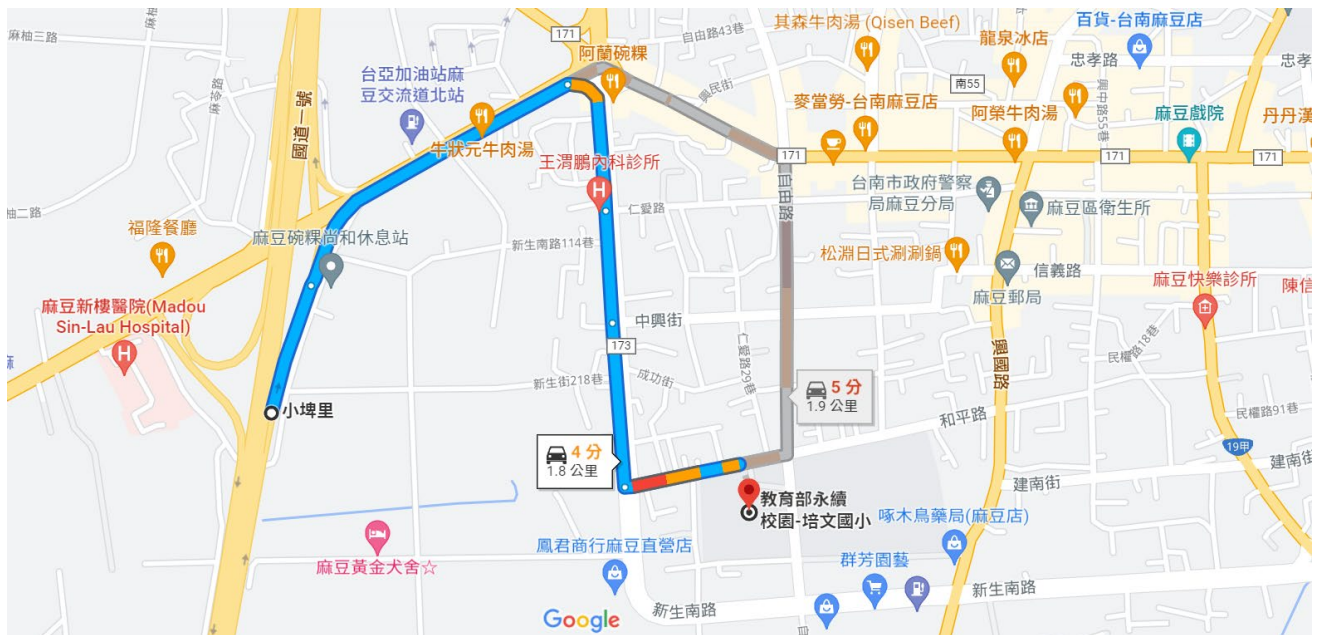 麻柚三路
171
自由路43巷
其森牛肉湯 (Qisen Beef)
龍泉冰店
百貨-台南麻豆店
忠孝路
忠孝
阿蘭碗粿
台亞加油站麻
豆交流道北站
興民街
南55
麻苓路
國道一號
麥當勞-台南麻豆店
阿榮牛肉湯
興中路55巷
麻豆戲院
丹丹漢
牛狀元牛肉湯
王渭鵬內科診所
171
171
171
自由路
台南市政府警察
局麻豆分局
仁愛路
麻豆區衛生所
柚二路
福隆餐廳
麻豆碗粿尚和休息站
新生南路114巷
松淵日式涮涮鍋
信義路
麻豆郵局
麻豆快樂診所
陳信
麻豆新樓醫院(Madou
Sin-Lau Hospital)
中興街
173
仁愛路29巷
興國路
民權路18巷
新生街218巷
成功街
5 分
1.9 公里
小埤里
和平路
民權路91巷
4 分
1.8 公里
19甲
建南街
建南街
教育部永續
校園-培文國小
啄木鳥藥局(麻豆店)
鳳君商行麻豆直營店
麻豆黃金犬舍☆
群芳園藝
新生南路
新生南路
Google